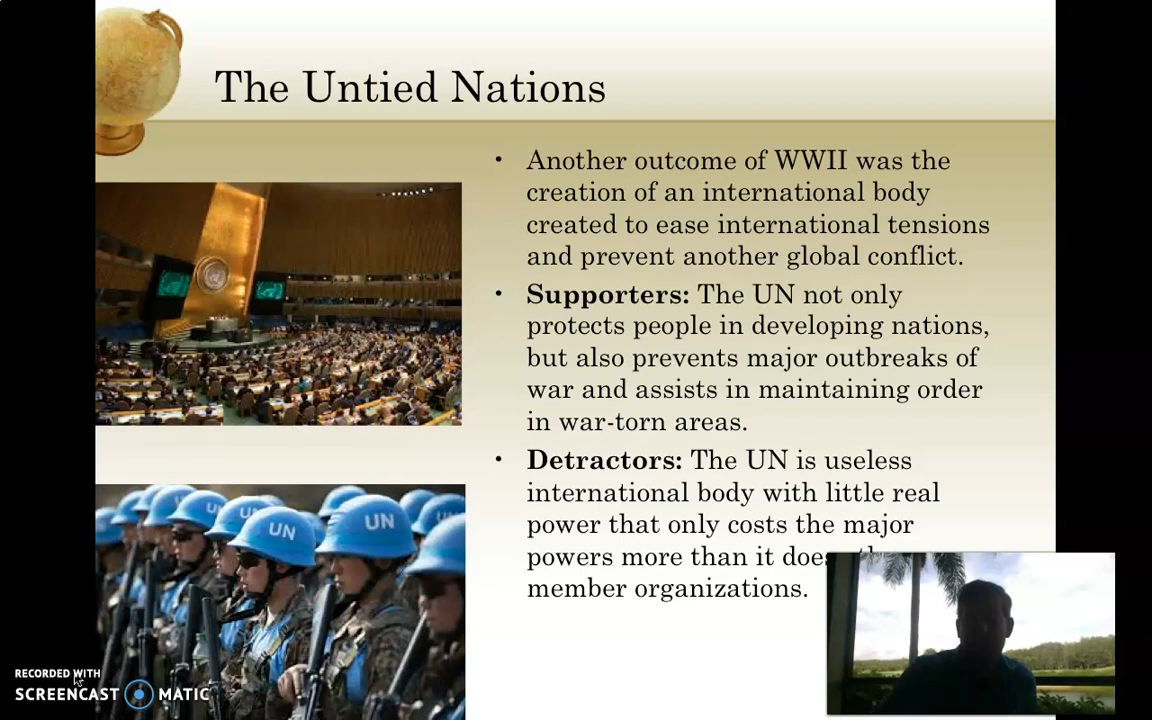 The Untied Nations
• Another outcome of WWII was the
creation of an international body
created to ease international tensions
and prevent another global conflict.
• Supporters: The UN not only
protects people in developing nations,
but also prevents major outbreaks of
war and assists in maintaining order
in war-torn areas.
• Detractors: The UN is useless
international body with little real
power that only costs the major
powers more than it does
member organizations.
UN
UN
RECORDED WITH
SCREENCAST MATIC